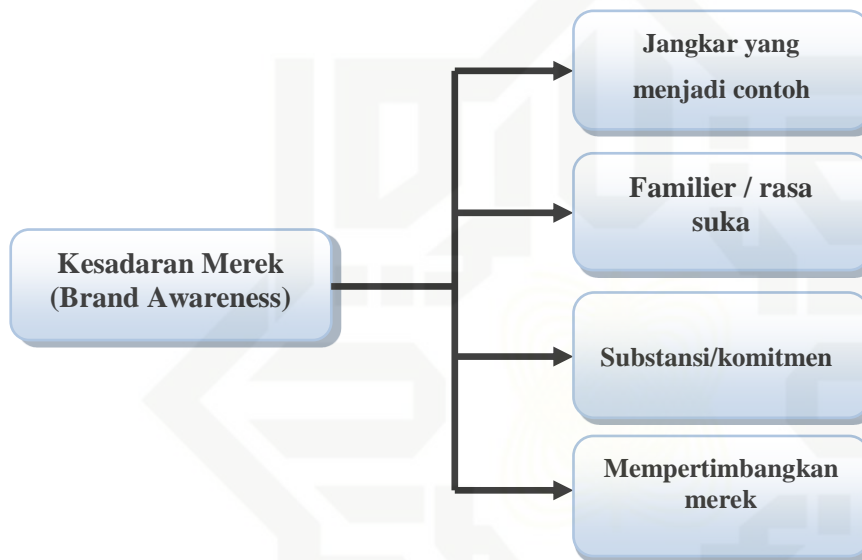 Jangkar yang
menjadi contoh
Familier / rasa
suka
Kesadaran Merek
(Brand Awareness)
Substansi/komitmen
Mempertimbangkan
merek